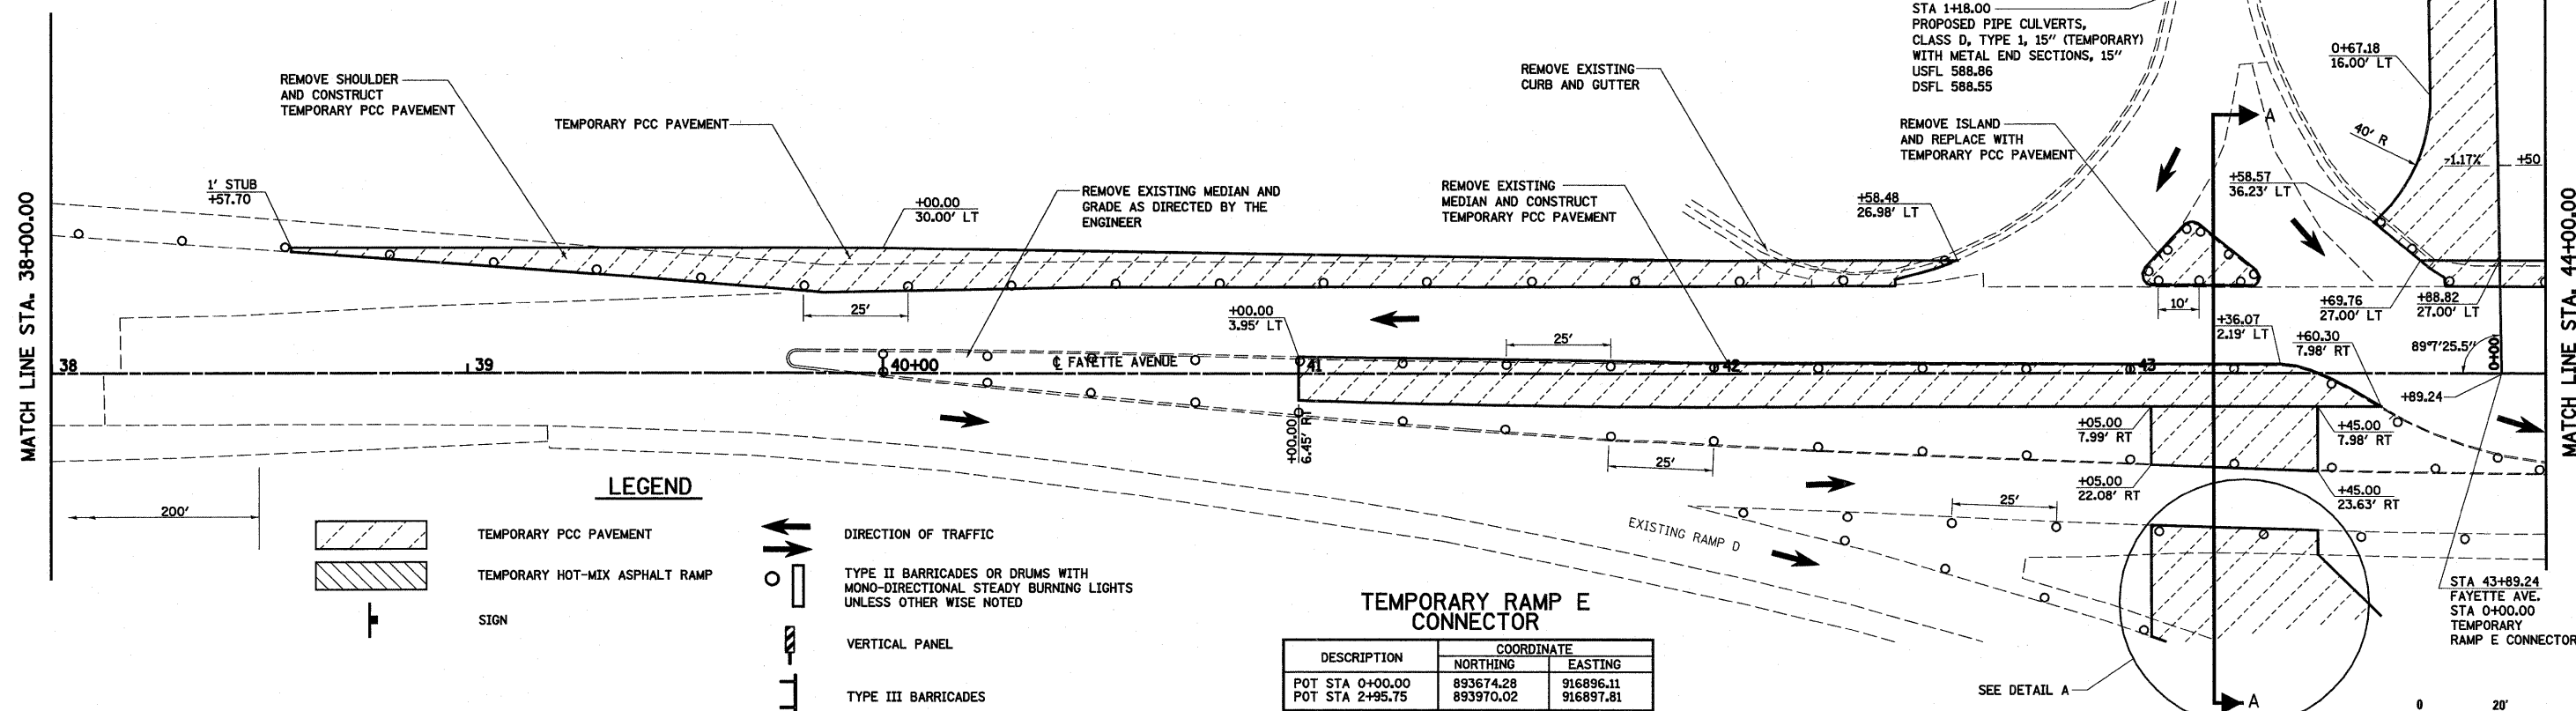 MATCH LINE STA. 38+00.00
REMOVE SHOULDER
AND CONSTRUCT
TEMPORARY PCC PAVEMENT
TEMPORARY PCC PAVEMENT
1' STUB
+57.70
+00.00
30.00' LT
REMOVE EXISTING MEDIAN AND
GRADE AS DIRECTED BY THE
ENGINEER
REMOVE EXISTING
MEDIAN AND CONSTRUCT
TEMPORARY PCC PAVEMENT
REMOVE EXISTING
CURB AND GUTTER
+58.48
26.98' LT
STA 1+18.00
PROPOSED PIPE CULVERTS,
CLASS D, TYPE 1, 15" (TEMPORARY)
WITH METAL END SECTIONS, 15"
USFL 588.86
DSFL 588.55
REMOVE ISLAND
AND REPLACE WITH
TEMPORARY PCC PAVEMENT
A
0+67.18
16.00' LT
40' R
-1.17%
+50
+58.57
36.23' LT
+69.76
27.00' LT
+88.82
27.00' LT
10'
+36.07
2.19' LT
+60.30
7.98' RT
89°7'25.5"
0+00
+89.24
25'
+00.00
3.95' LT
25'
38
39
40+00
℄ FAYETTE AVENUE
41
42
43
+00.00
6.45' RT
25'
+05.00
7.99' RT
+45.00
7.98' RT
+05.00
22.08' RT
+45.00
23.63' RT
25'
EXISTING RAMP D
200'
LEGEND
TEMPORARY PCC PAVEMENT
TEMPORARY HOT-MIX ASPHALT RAMP
SIGN
DIRECTION OF TRAFFIC
TYPE II BARRICADES OR DRUMS WITH
MONO-DIRECTIONAL STEADY BURNING LIGHTS
UNLESS OTHER WISE NOTED
VERTICAL PANEL
TYPE III BARRICADES
TEMPORARY RAMP E
CONNECTOR
DESCRIPTION
COORDINATE
NORTHING EASTING
POT STA 0+00.00 893674.28 916896.11
POT STA 2+95.75 893970.02 916897.81
SEE DETAIL A
A
STA 43+89.24
FAYETTE AVE.
STA 0+00.00
TEMPORARY
RAMP E CONNECTOR
0 20'
MATCH LINE STA. 44+00.00